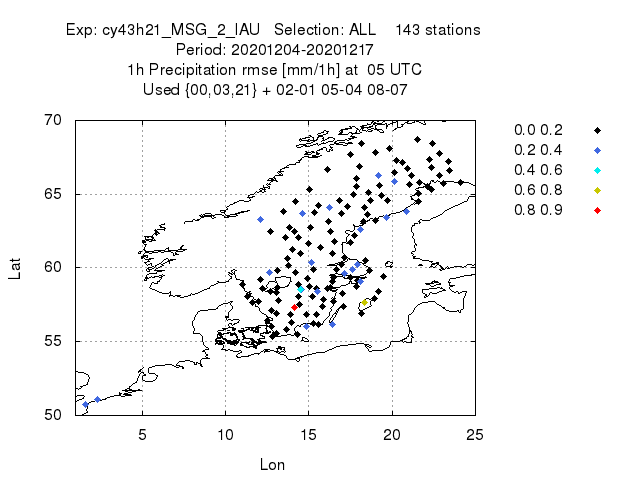 Exp: cy43h21_MSG_2_IAU   Selection: ALL    143 stations
Period: 20201204-20201217
1h Precipitation rmse [mm/1h] at  05 UTC
Used {00,03,21} + 02-01 05-04 08-07
70
65
60
55
50
Lat
5
10
15
20
25
Lon
0.0 0.2
0.2 0.4
0.4 0.6
0.6 0.8
0.8 0.9